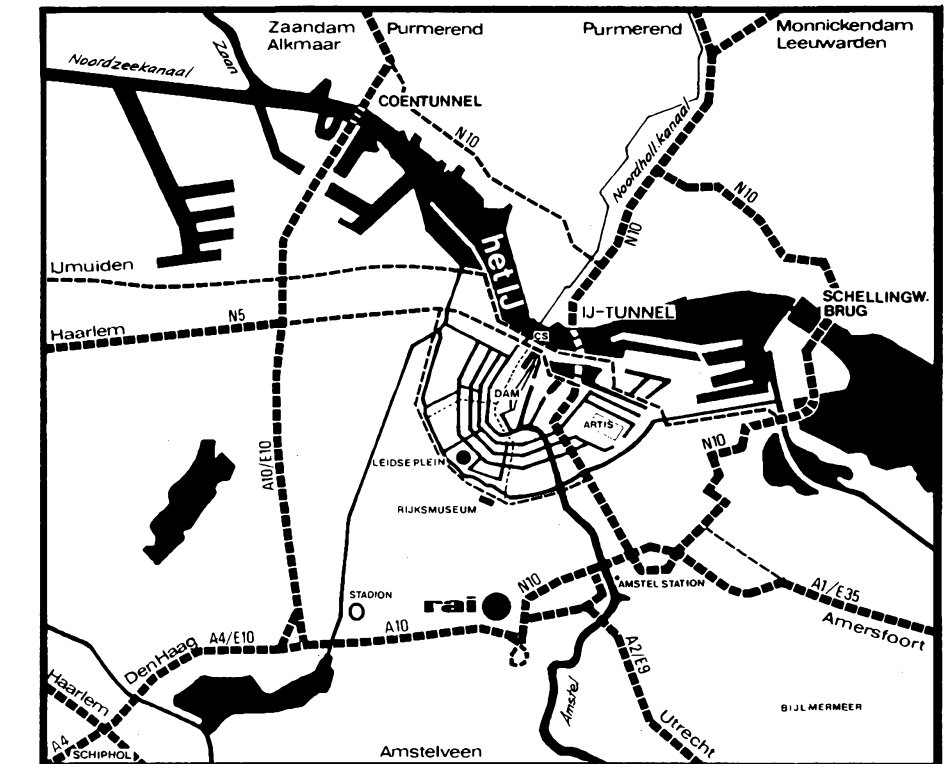 Zaandam
Alkmaar
Purmerend
Purmerend
Monnickendam
Leeuwarden
Noordzeekanaal
Zaan
COENTUNNEL
N10
Noordholl.kanaal
N10
N10
het IJ
IJmuiden
IJ-TUNNEL
SCHELLINGW.
BRUG
N5
Haarlem
CS
DAM
ARTIS
N10
LEIDSE PLEIN
A10/E10
RIJKSMUSEUM
N10
AMSTEL STATION
STADION
rai
A1/E35
A10
Amersfoort
A4/E10
Den Haag
A2/E9
Haarlem
Amstel
BIJLMERMEER
Utrecht
A4
SCHIPHOL
Amstelveen